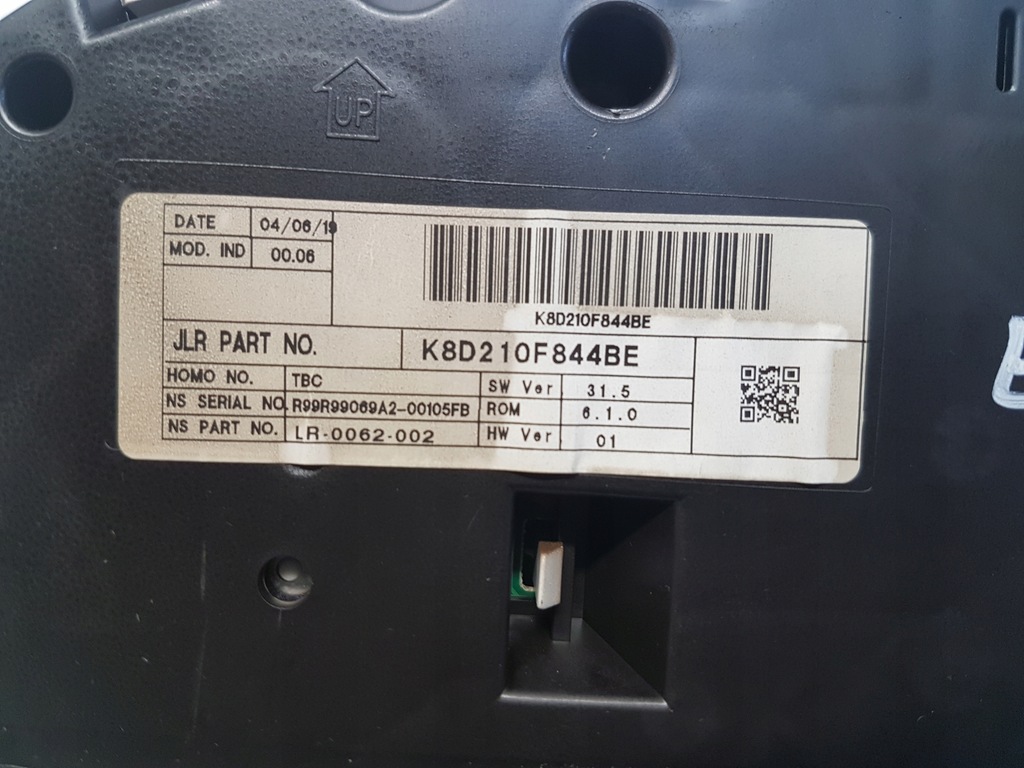 UP
DATE 04/06/19
MOD. IND 00.06
K8D210F844BE
JLR PART NO. K8D210F844BE
HOMO NO. TBC SW Ver 31.5
NS SERIAL NO. R99R99069A2-00105FB ROM 6.1.0
NS PART NO. LR-0062-002 HW Ver 01